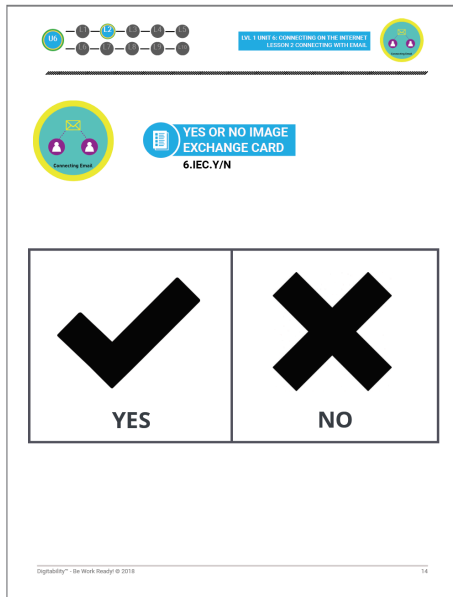 U6
L1
L2
L3
L4
L5
L6
L7
L8
L9
LVL 1 UNIT 6: CONNECTING ON THE INTERNET
LESSON 2 CONNECTING WITH EMAIL
Connecting Email
YES OR NO IMAGE
EXCHANGE CARD
6.IEC.Y/N
YES
NO
Digitability™ - Be Work Ready! © 2018
14